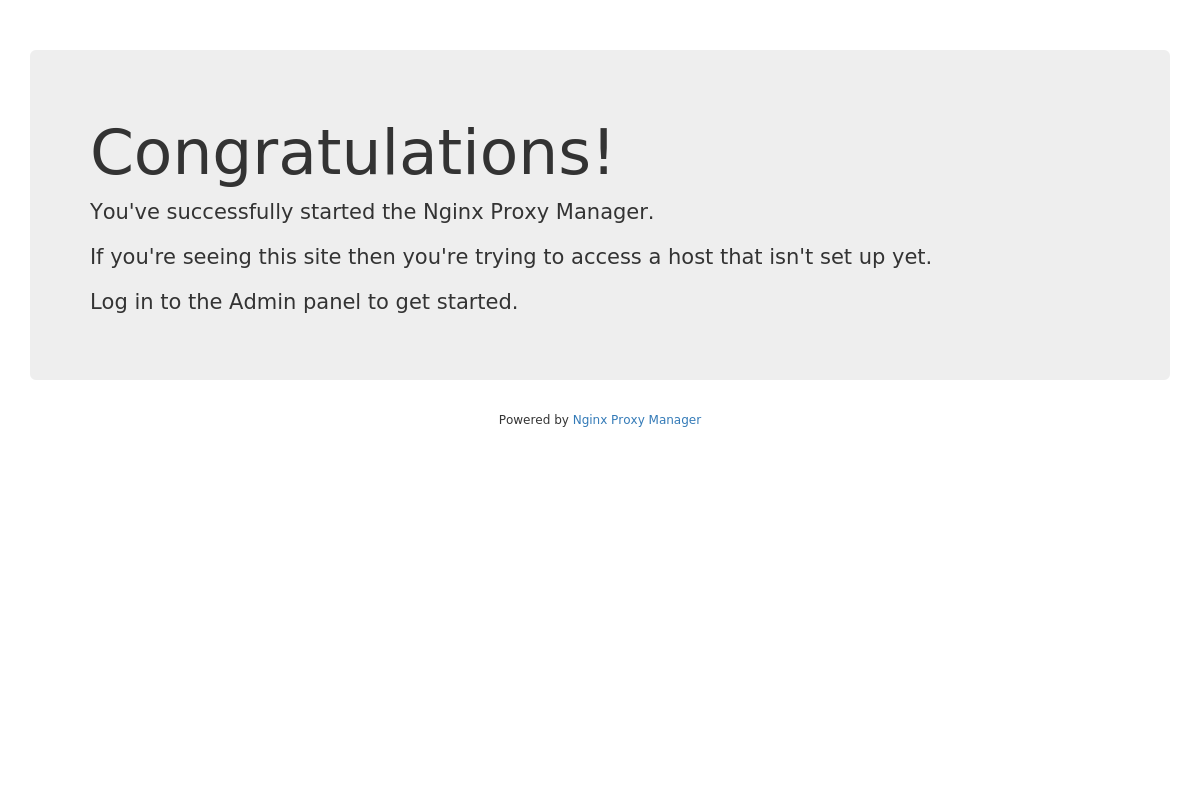 Congratulations!
You've successfully started the Nginx Proxy Manager.
If you're seeing this site then you're trying to access a host that isn't set up yet.
Log in to the Admin panel to get started.
Powered by Nginx Proxy Manager